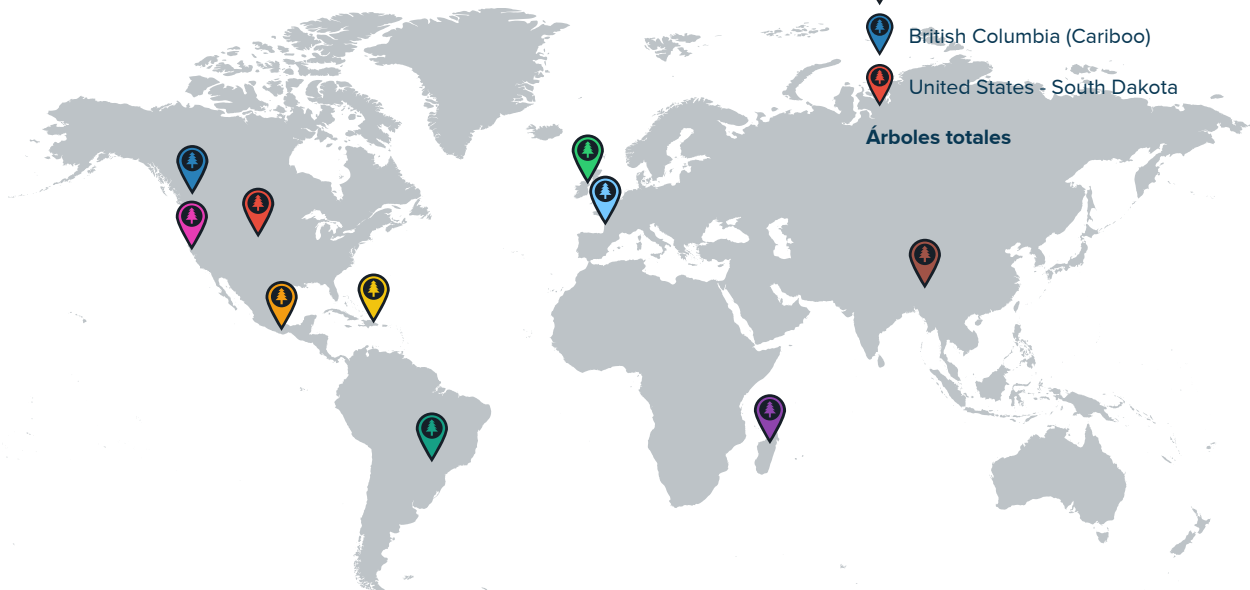 British Columbia (Cariboo)
United States - South Dakota
Árboles totales